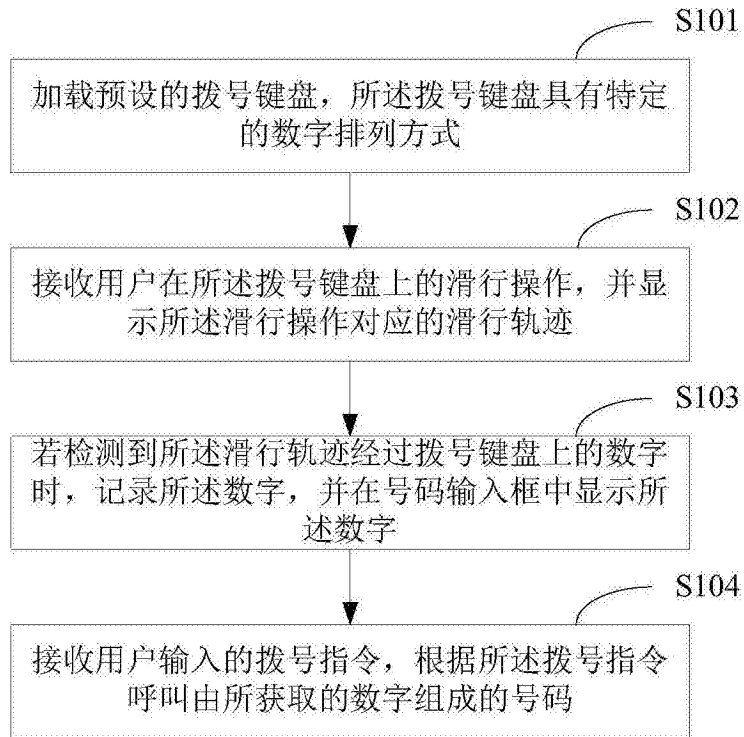 S101
加载预设的拨号键盘，所述拨号键盘具有特定
的数字排列方式
S102
接收用户在所述拨号键盘上的滑行操作，并显
示所述滑行操作对应的滑行轨迹
S103
若检测到所述滑行轨迹经过拨号键盘上的数字
时，记录所述数字，并在号码输入框中显示所
述数字
S104
接收用户输入的拨号指令，根据所述拨号指令
呼叫由所获取的数字组成的号码